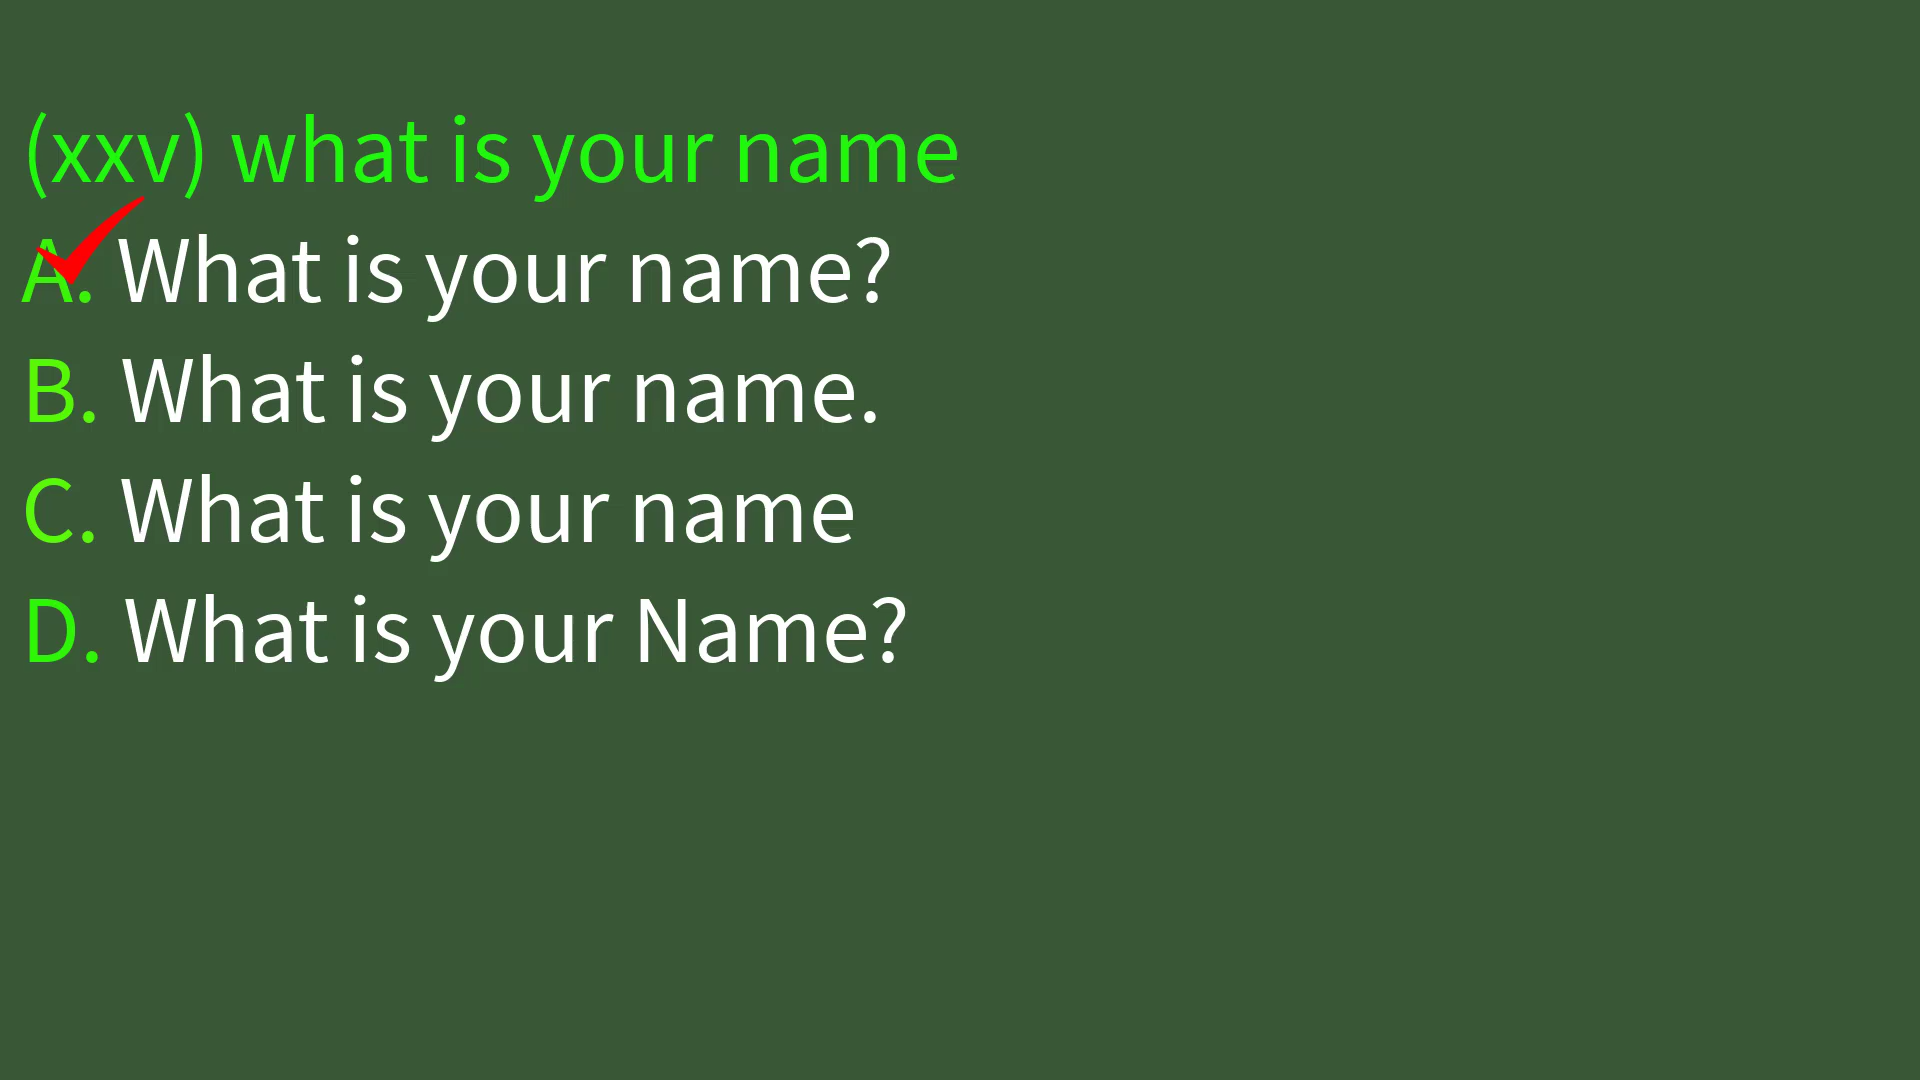 (xxv) what is your name
A. What is your name?
B. What is your name.
C. What is your name
D. What is your Name?